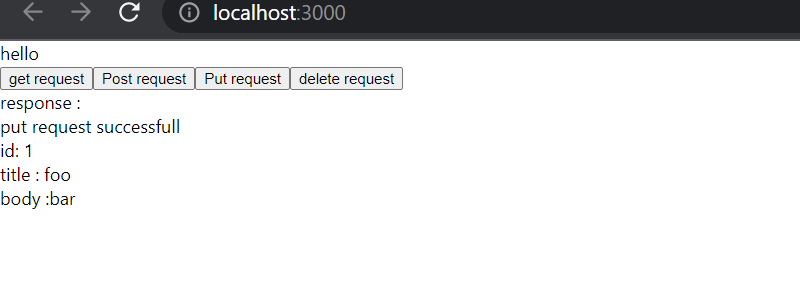 localhost:3000
hello
get request Post request Put request delete request
response :
put request successfull
id: 1
title : foo
body :bar